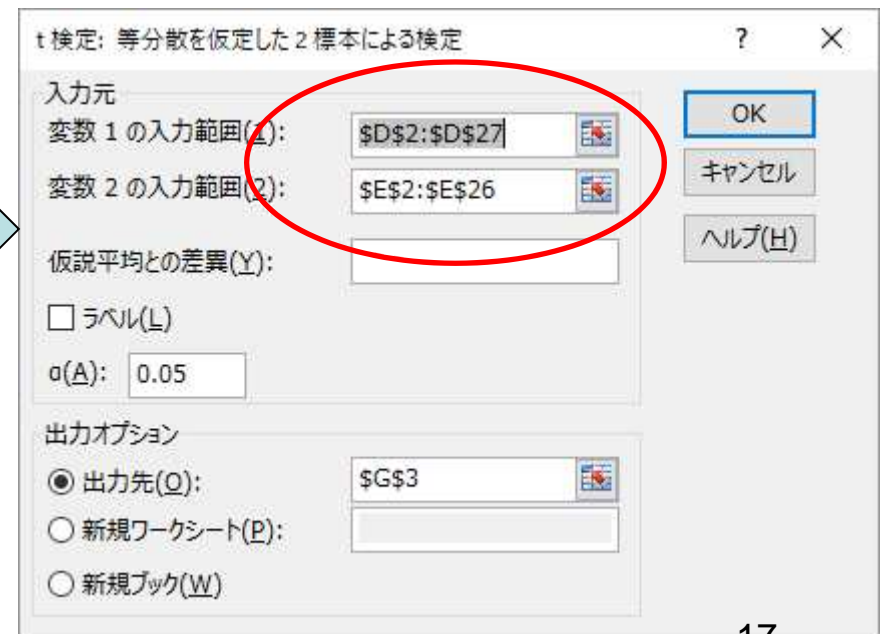 t 検定: 等分散を仮定した 2 標本による検定 ? ×
入力元
変数 1 の入力範囲(1): $D$2:$D$27
OK
変数 2 の入力範囲(2): $E$2:$E$26
キャンセル
仮説平均との差異(Y):
ヘルプ(H)
ラベル(L)
α(A): 0.05
出力オプション
出力先(O): $G$3
新規ワークシート(P):
新規ブック(W)
17